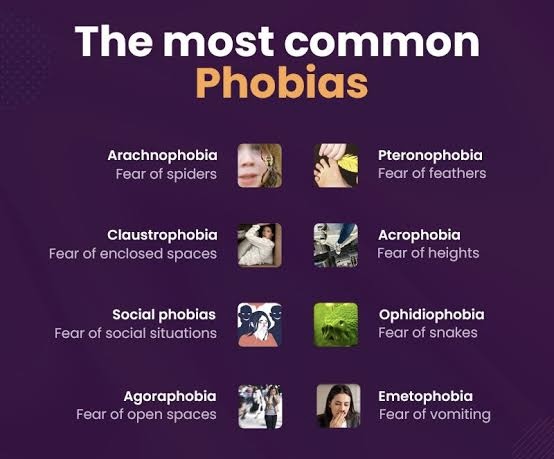 The most common
Phobias
Arachnophobia
Fear of spiders
Pteronophobia
Fear of feathers
Claustrophobia
Fear of enclosed spaces
Acrophobia
Fear of heights
Social phobias
Fear of social situations
Ophidiophobia
Fear of snakes
Agoraphobia
Fear of open spaces
Emetophobia
Fear of vomiting